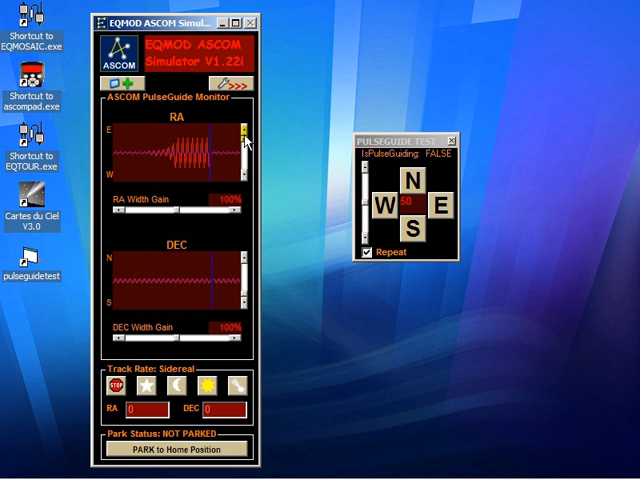 Shortcut to
EQMOSAIC.exe
Shortcut to
ascompad.exe
Shortcut to
EQTOUR.exe
Cartes du Ciel
V3.0
pulseguidetest
EQMOD ASCOM Simul...
ASCOM
EQMOD ASCOM
Simulator V1.22i
>>>
ASCOM PulseGuide Monitor
RA
E
W
RA Width Gain 100%
DEC
N
S
DEC Width Gain 100%
Track Rate: Sidereal
STOP
RA 0 DEC 0
Park Status: NOT PARKED
PARK to Home Position
PULSEGUIDE TEST
IsPulseGuiding: FALSE
N
W 50 E
S
Repeat